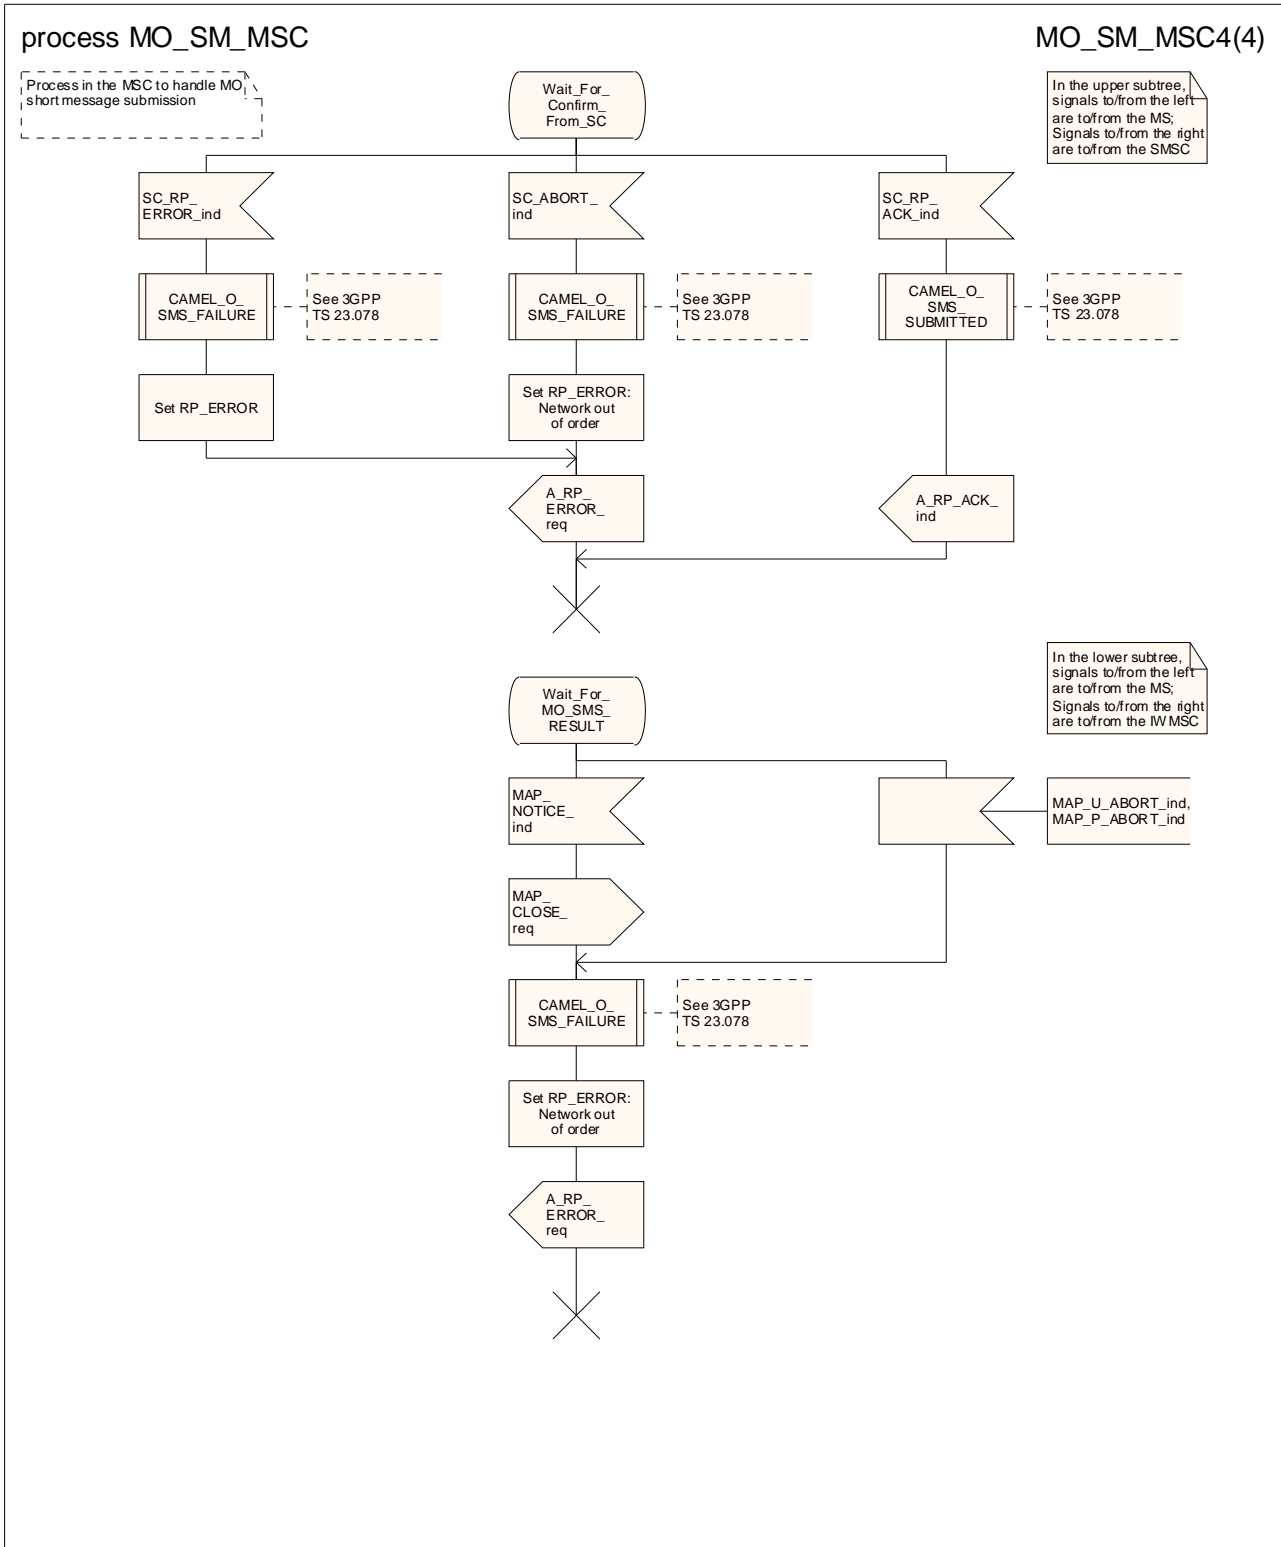 process MO_SM_MSC
MO_SM_MSC4(4)
Process in the MSC to handle MO
short message submission
Wait_For_
Confirm_
From_SC
In the upper subtree,
signals to/from the left
are to/from the MS;
Signals to/from the right
are to/from the SMSC
SC_RP_
ERROR_ind
SC_ABORT_
ind
SC_RP_
ACK_ind
CAMEL_O_
SMS_FAILURE
See 3GPP
TS 23.078
CAMEL_O_
SMS_FAILURE
See 3GPP
TS 23.078
CAMEL_O_
SMS_
SUBMITTED
See 3GPP
TS 23.078
Set RP_ERROR
Set RP_ERROR:
Network out
of order
A_RP_
ERROR_
req
A_RP_ACK_
ind
In the lower subtree,
signals to/from the left
are to/from the MS;
Signals to/from the right
are to/from the IWMSC
Wait_For_
MO_SMS_
RESULT
MAP_
NOTICE_
ind
MAP_U_ABORT_ind,
MAP_P_ABORT_ind
MAP_
CLOSE_
req
CAMEL_O_
SMS_FAILURE
See 3GPP
TS 23.078
Set RP_ERROR:
Network out
of order
A_RP_
ERROR_
req